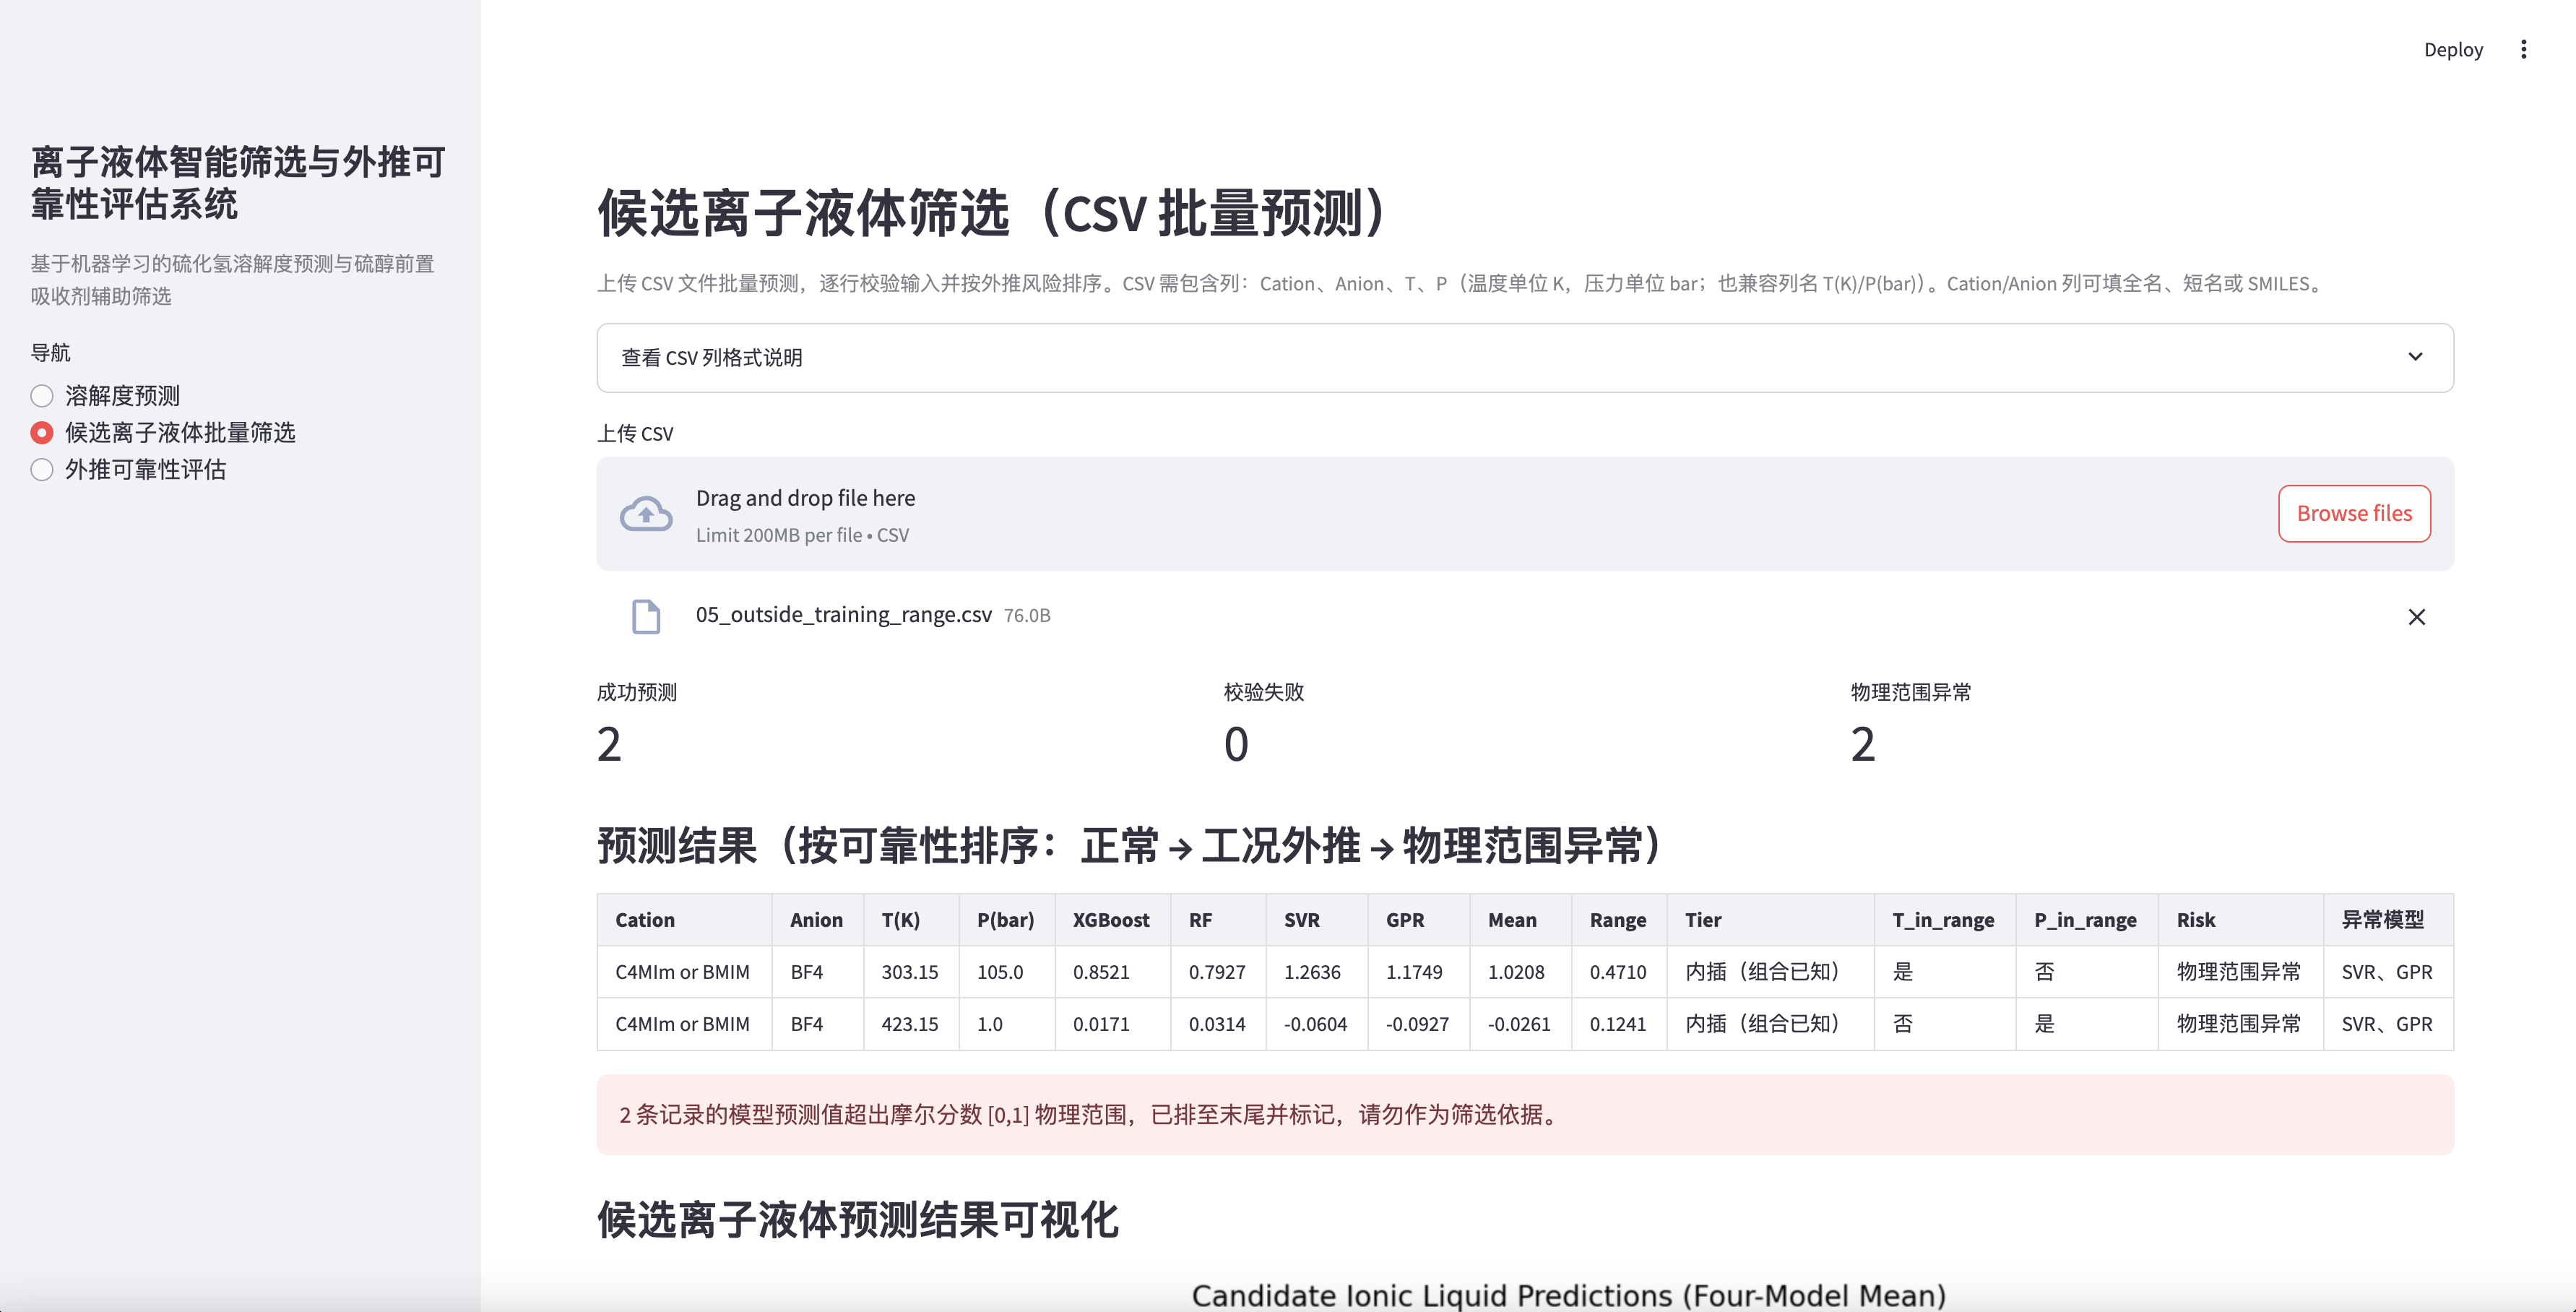 Deploy
离子液体智能筛选与外推可
靠性评估系统
基于机器学习的硫化氢溶解度预测与硫醇前置
吸收剂辅助筛选
导航
溶解度预测
候选离子液体批量筛选
外推可靠性评估
候选离子液体筛选（CSV 批量预测）
上传 CSV 文件批量预测，逐行校验输入并按外推风险排序。CSV 需包含列：Cation、Anion、T、P（温度单位 K，压力单位 bar；也兼容列名 T(K)/P(bar)）。Cation/Anion 列可填全名、短名或 SMILES。
查看 CSV 列格式说明
上传 CSV
Drag and drop file here
Limit 200MB per file • CSV
Browse files
05_outside_training_range.csv 76.0B
成功预测 校验失败 物理范围异常
2 0 2
预测结果（按可靠性排序：正常 → 工况外推 → 物理范围异常）
Cation Anion T(K) P(bar) XGBoost RF SVR GPR Mean Range Tier T_in_range P_in_range Risk 异常模型
C4MIm or BMIM BF4 303.15 105.0 0.8521 0.7927 1.2636 1.1749 1.0208 0.4710 内插（组合已知） 是 否 物理范围异常 SVR、GPR
C4MIm or BMIM BF4 423.15 1.0 0.0171 0.0314 -0.0604 -0.0927 -0.0261 0.1241 内插（组合已知） 否 是 物理范围异常 SVR、GPR
2 条记录的模型预测值超出摩尔分数 [0,1] 物理范围，已排至末尾并标记，请勿作为筛选依据。
候选离子液体预测结果可视化
Candidate Ionic Liquid Predictions (Four-Model Mean)